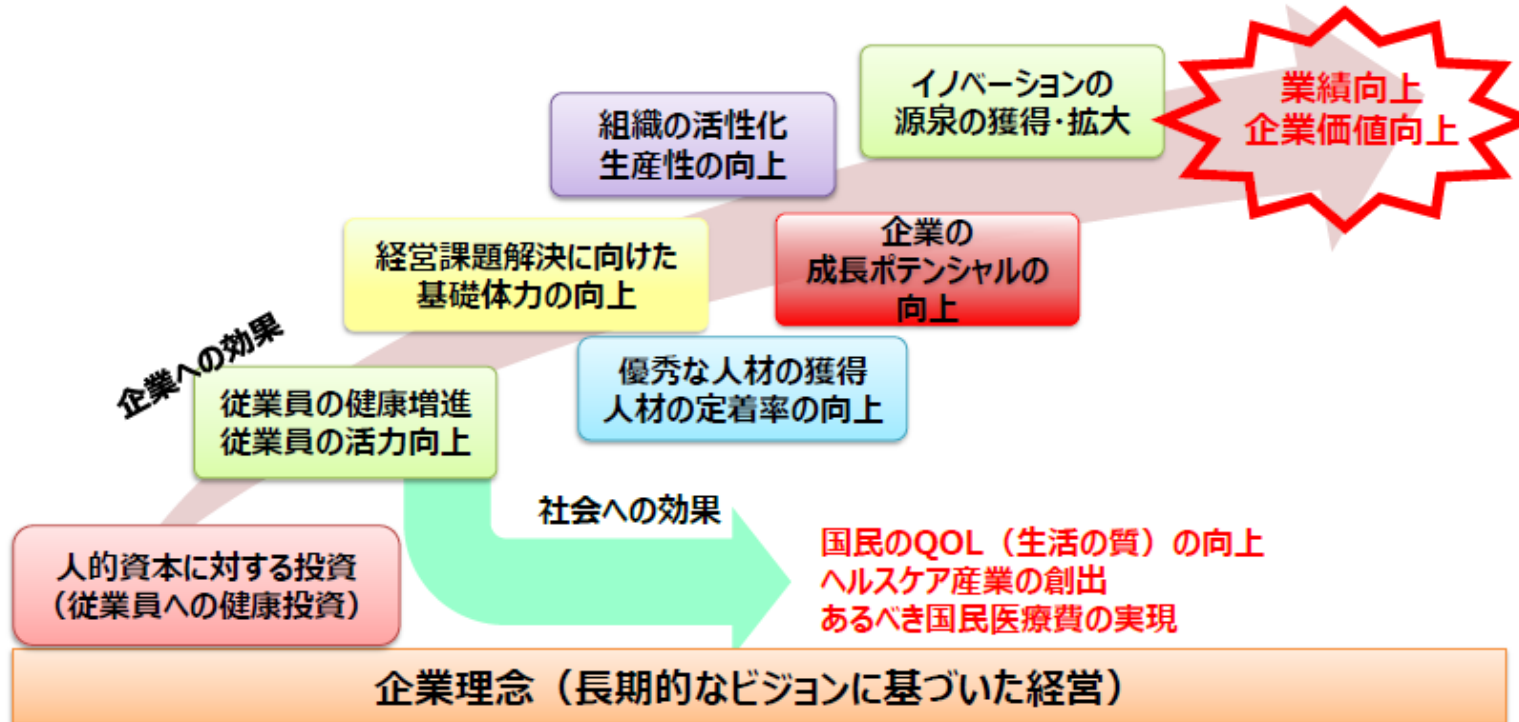 イノベーションの
源泉の獲得・拡大
業績向上
企業価値向上
組織の活性化
生産性の向上
経営課題解決に向けた
基礎体力の向上
企業の
成長ポテンシャルの
向上
企業への効果
優秀な人材の獲得
人材の定着率の向上
従業員の健康増進
従業員の活力向上
社会への効果
国民のQOL（生活の質）の向上
ヘルスケア産業の創出
あるべき国民医療費の実現
人的資本に対する投資
（従業員への健康投資）
企業理念（長期的なビジョンに基づいた経営）